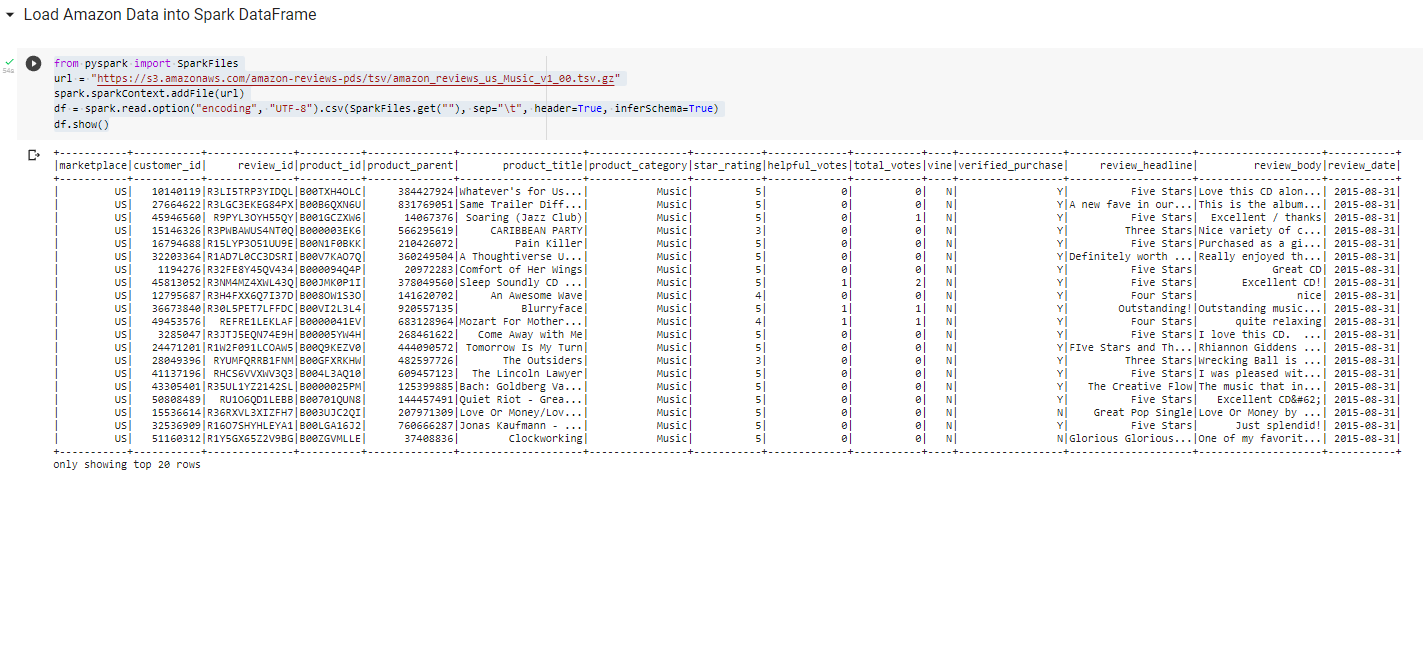 Load Amazon Data into Spark DataFrame
from pyspark import SparkFiles
54s
url = "https://s3.amazonaws.com/amazon-reviews-pds/tsv/amazon_reviews_us_Music_v1_00.tsv.gz"
spark.sparkContext.addFile(url)
df = spark.read.option("encoding", "UTF-8").csv(SparkFiles.get(""), sep="\t", header=True, inferSchema=True)
df.show()
+-----------+-----------+--------------+----------+--------------+--------------------+----------------+-----------+-------------+-----------+----+-----------------+--------------------+--------------------+-----------+
|marketplace|customer_id|     review_id|product_id|product_parent|       product_title|product_category|star_rating|helpful_votes|total_votes|vine|verified_purchase|     review_headline|         review_body|review_date|
+-----------+-----------+--------------+----------+--------------+--------------------+----------------+-----------+-------------+-----------+----+-----------------+--------------------+--------------------+-----------+
|         US|   10140119|R3LI5TRP3YIDQL|B00TXH4OLC|     384427924|Whatever's for Us...|           Music|          5|            0|          0|   N|                Y|          Five Stars|Love this CD alon...| 2015-08-31|
|         US|   27664622|R3LGC3EKEG84PX|B00B6QXN6U|     831769051|Same Trailer Diff...|           Music|          5|            0|          0|   N|                Y|A new fave in our...|This is the album...| 2015-08-31|
|         US|   45946560| R9PYL3OYH55QY|B001GCZXW6|      14067376| Soaring (Jazz Club)|           Music|          5|            0|          1|   N|                Y|          Five Stars|  Excellent / thanks| 2015-08-31|
|         US|   15146326|R3PWBAWUS4NT0Q|B000003EK6|     566295619|     CARIBBEAN PARTY|           Music|          3|            0|          0|   N|                Y|         Three Stars|Nice variety of c...| 2015-08-31|
|         US|   16794688|R15LYP3O51UU9E|B00N1F0BKK|     210426072|         Pain Killer|           Music|          5|            0|          0|   N|                Y|          Five Stars|Purchased as a gi...| 2015-08-31|
|         US|   32203364|R1AD7L0CC3DSRI|B00V7KAO7Q|     360249504|A Thoughtiverse U...|           Music|          5|            0|          0|   N|                Y|Definitely worth ...|Really enjoyed th...| 2015-08-31|
|         US|    1194276|R32FE8Y45QV434|B000094Q4P|      20972283|Comfort of Her Wings|           Music|          5|            0|          0|   N|                Y|          Five Stars|            Great CD| 2015-08-31|
|         US|   45813052|R3NM4MZ4XWL43Q|B00JMK0P1I|     378049560|Sleep Soundly CD ...|           Music|          5|            1|          2|   N|                Y|          Five Stars|       Excellent CD!| 2015-08-31|
|         US|   12795687|R3H4FXX6Q7I37D|B008OW1S3O|     141620702|     An Awesome Wave|           Music|          4|            0|          0|   N|                Y|          Four Stars|                nice| 2015-08-31|
|         US|   36673840|R30L5PET7LFFDC|B00VI2L3L4|     920557135|          Blurryface|           Music|          5|            1|          1|   N|                Y|        Outstanding!|Outstanding music...| 2015-08-31|
|         US|   49453576|  REFRE1LEKLAF|B0000041EV|     683128964|Mozart For Mother...|           Music|          4|            1|          1|   N|                Y|          Four Stars|      quite relaxing| 2015-08-31|
|         US|    3285047|R3JTJ5EQN74E9H|B00005YW4H|     268461622|   Come Away with Me|           Music|          5|            0|          0|   N|                Y|          Five Stars|I love this CD.  ...| 2015-08-31|
|         US|   24471201|R1W2F091LCOAW5|B00Q9KEZV0|     444090572| Tomorrow Is My Turn|           Music|          5|            0|          0|   N|                Y|FIve Stars and Th...|Rhiannon Giddens ...| 2015-08-31|
|         US|   28049396| RYUMFQRRB1FNM|B00GFXRKHW|     482597726|       The Outsiders|           Music|          3|            0|          0|   N|                Y|         Three Stars|Wrecking Ball is ...| 2015-08-31|
|         US|   41137196| RHCS6VVXWV3Q3|B004L3AQ10|     609457123|  The Lincoln Lawyer|           Music|          5|            0|          0|   N|                Y|          Five Stars|I was pleased wit...| 2015-08-31|
|         US|   43305401|R35UL1YZ2142SL|B0000025PM|     125399885|Bach: Goldberg Va...|           Music|          5|            0|          0|   N|                Y|   The Creative Flow|The music that in...| 2015-08-31|
|         US|   50808489|  RU1O6QD1LEBB|B00701QUN8|     144457491|Quiet Riot - Grea...|           Music|          5|            0|          0|   N|                Y|          Five Stars|   Excellent CD&#62;| 2015-08-31|
|         US|   15536614|R36RXVL3XIZFH7|B003UJC2QI|     207971309|Love Or Money/Lov...|           Music|          5|            0|          0|   N|                N|    Great Pop Single|Love Or Money by ...| 2015-08-31|
|         US|   32536909|R16O7SHYHLEYA1|B00LGA16J2|     760666287|Jonas Kaufmann - ...|           Music|          5|            0|          0|   N|                Y|          Five Stars|      Just splendid!| 2015-08-31|
|         US|   51160312|R1Y5GX65Z2V9BG|B00ZGVMLLE|      37408836|         Clockworking|           Music|          5|            0|          0|   N|                N|Glorious Glorious...|One of my favorit...| 2015-08-31|
+-----------+-----------+--------------+----------+--------------+--------------------+----------------+-----------+-------------+-----------+----+-----------------+--------------------+--------------------+-----------+
only showing top 20 rows